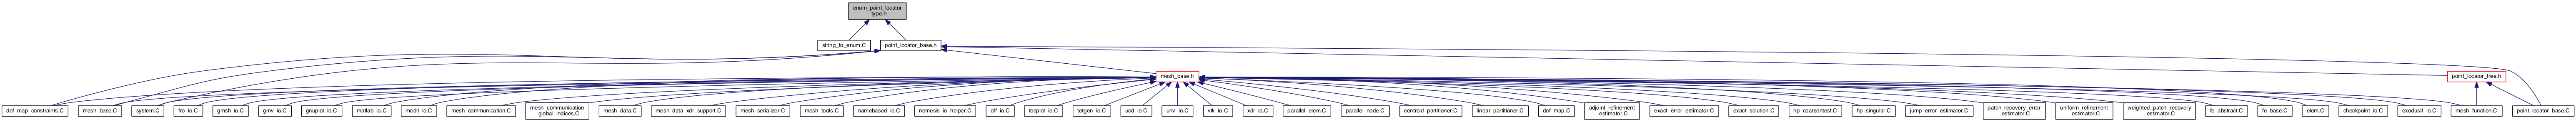 enum_point_locator
_type.h
string_to_enum.C
point_locator_base.h
mesh_base.h
point_locator_tree.h
dof_map_constraints.C
mesh_base.C
system.C
fro_io.C
gmsh_io.C
gmv_io.C
gnuplot_io.C
matlab_io.C
medit_io.C
mesh_communication.C
mesh_communication
_global_indices.C
mesh_data.C
mesh_data_xdr_support.C
mesh_serializer.C
mesh_tools.C
namebased_io.C
nemesis_io_helper.C
off_io.C
tecplot_io.C
tetgen_io.C
ucd_io.C
unv_io.C
vtk_io.C
xdr_io.C
parallel_elem.C
parallel_node.C
centroid_partitioner.C
linear_partitioner.C
dof_map.C
adjoint_refinement
_estimator.C
exact_error_estimator.C
exact_solution.C
hp_coarsentest.C
hp_singular.C
jump_error_estimator.C
patch_recovery_error
_estimator.C
uniform_refinement
_estimator.C
weighted_patch_recovery
_estimator.C
fe_abstract.C
fe_base.C
elem.C
checkpoint_io.C
exodusII_io.C
mesh_function.C
point_locator_base.C